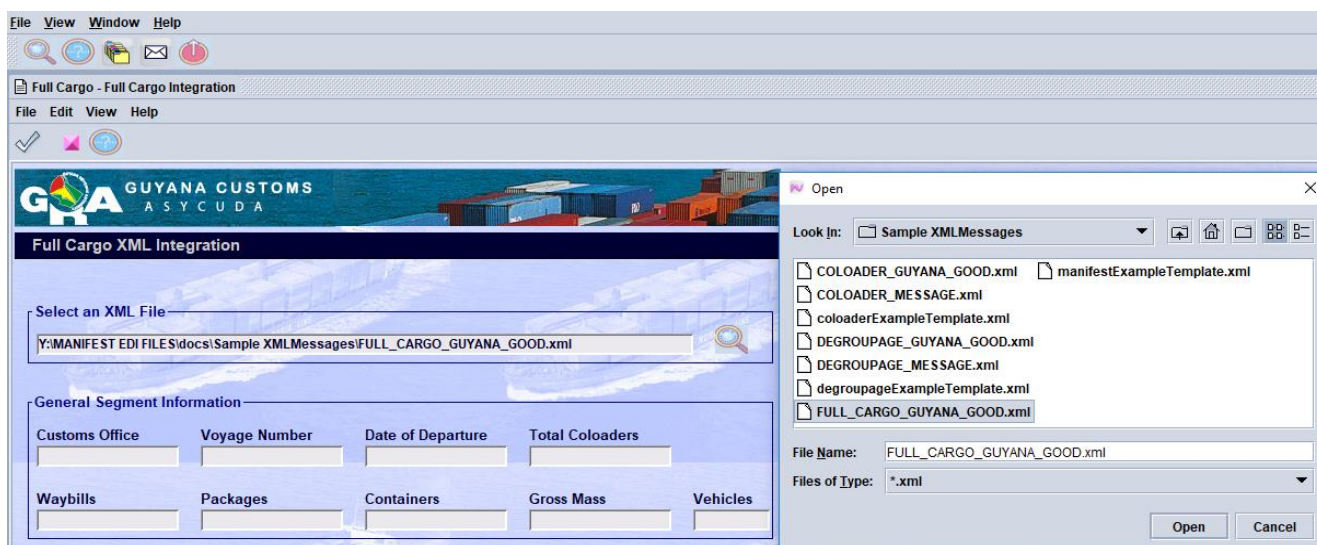 File View Window Help
Full Cargo - Full Cargo Integration
File Edit View Help
GRA GUYANA CUSTOMS
ASYCUDA
Full Cargo XML Integration
Select an XML File
Y:\MANIFEST EDI FILES\docs\Sample XMLMessages\FULL_CARGO_GUYANA_GOOD.xml
General Segment Information
Customs Office Voyage Number Date of Departure Total Coloaders
Waybills Packages Containers Gross Mass Vehicles
Open
Look In: Sample XMLMessages
COLOADER_GUYANA_GOOD.xml manifestExampleTemplate.xml
COLOADER_MESSAGE.xml
coloaderExampleTemplate.xml
DEGROUPAGE_GUYANA_GOOD.xml
DEGROUPAGE_MESSAGE.xml
degroupageExampleTemplate.xml
FULL_CARGO_GUYANA_GOOD.xml
File Name: FULL_CARGO_GUYANA_GOOD.xml
Files of Type: *.xml
Open Cancel